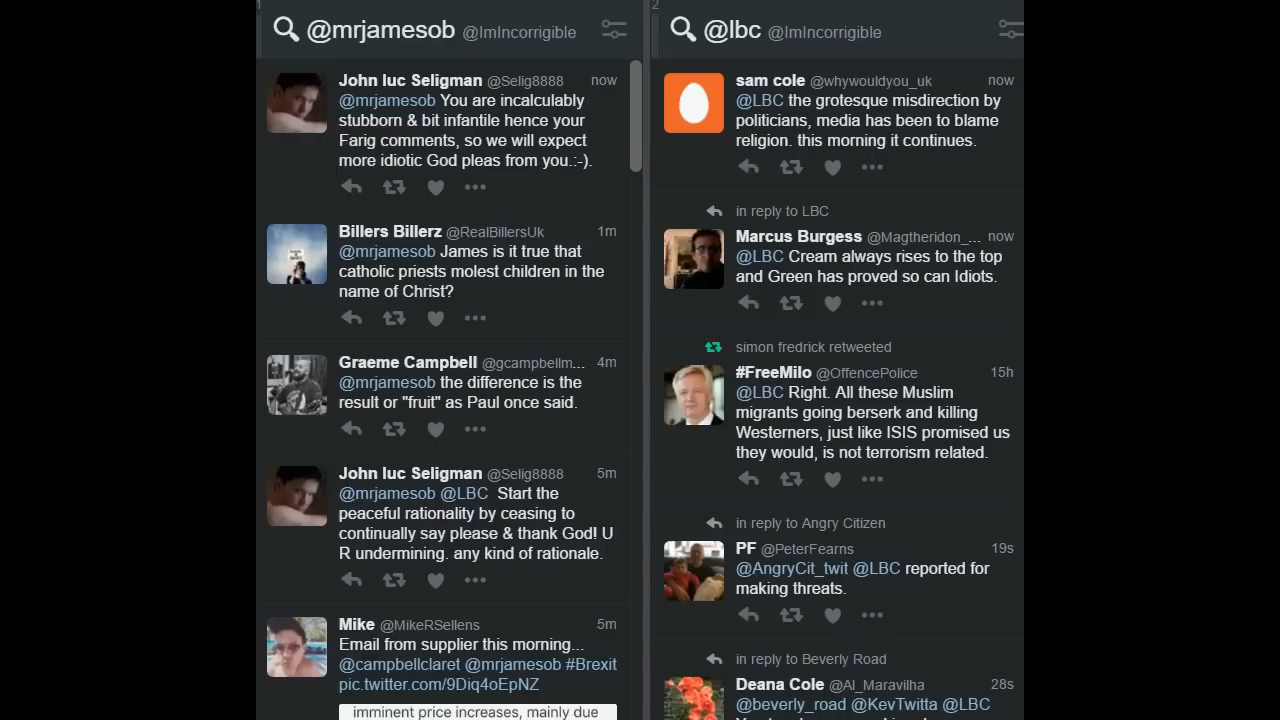 1
@mrjamesob @ImIncorrigible
John luc Seligman @Selig8888 now
@mrjamesob You are incalculably
stubborn & bit infantile hence your
Farig comments, so we will expect
more idiotic God pleas from you.:-).
Billers Billerz @RealBillersUk 1m
@mrjamesob James is it true that
catholic priests molest children in the
name of Christ?
Graeme Campbell @gcampbellm... 4m
@mrjamesob the difference is the
result or "fruit" as Paul once said.
John luc Seligman @Selig8888 5m
@mrjamesob @LBC Start the
peaceful rationality by ceasing to
continually say please & thank God! U
R undermining. any kind of rationale.
Mike @MikeRSellens 5m
Email from supplier this morning...
@campbellclaret @mrjamesob #Brexit
pic.twitter.com/9Diq4oEpNZ
imminent price increases, mainly due
2
@lbc @ImIncorrigible
sam cole @whywouldyou_uk now
@LBC the grotesque misdirection by
politicians, media has been to blame
religion. this morning it continues.
in reply to LBC
Marcus Burgess @Magtheridon_... now
@LBC Cream always rises to the top
and Green has proved so can Idiots.
simon fredrick retweeted
#FreeMilo @OffencePolice 15h
@LBC Right. All these Muslim
migrants going berserk and killing
Westerners, just like ISIS promised us
they would, is not terrorism related.
in reply to Angry Citizen
PF @PeterFearns 19s
@AngryCit_twit @LBC reported for
making threats.
in reply to Beverly Road
Deana Cole @Al_Maravilha 28s
@beverly_road @KevTwitta @LBC